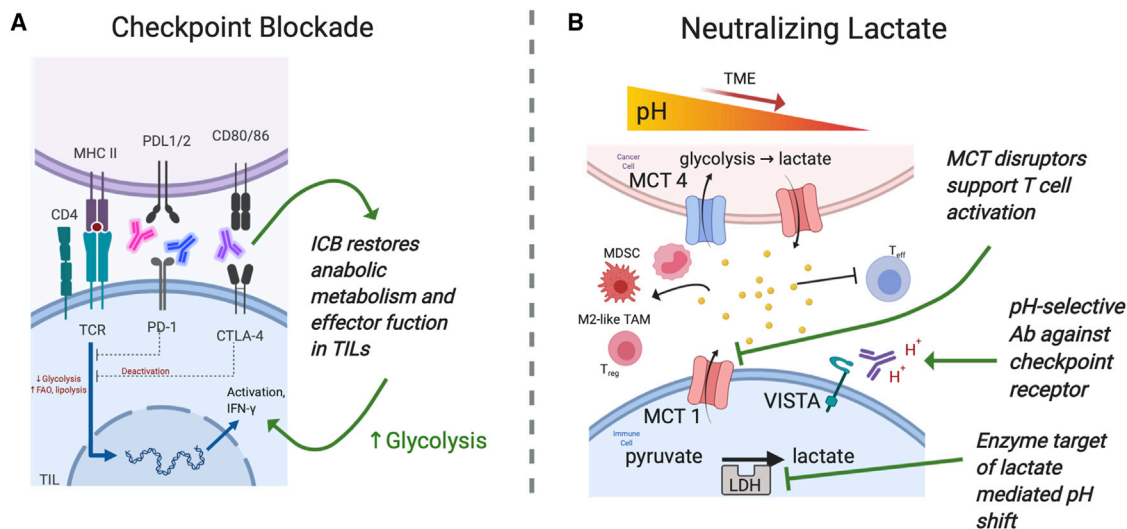 A
Checkpoint Blockade
MHC II
PDL1/2
CD80/86
CD4
TCR
PD-1
CTLA-4
Deactivation
↓Glycolysis
↑ FAO, lipolysis
Activation,
IFN-γ
TIL
ICB restores
anabolic
metabolism and
effector fuction
in TILs
↑ Glycolysis
B
Neutralizing Lactate
TME
pH
Cancer
Cell
glycolysis → lactate
MCT 4
MDSC
M2-like TAM
Treg
Teff
MCT 1
VISTA
H+
H+
Immune
Cell
pyruvate
lactate
LDH
MCT disruptors
support T cell
activation
pH-selective
Ab against
checkpoint
receptor
Enzyme target
of lactate
mediated pH
shift